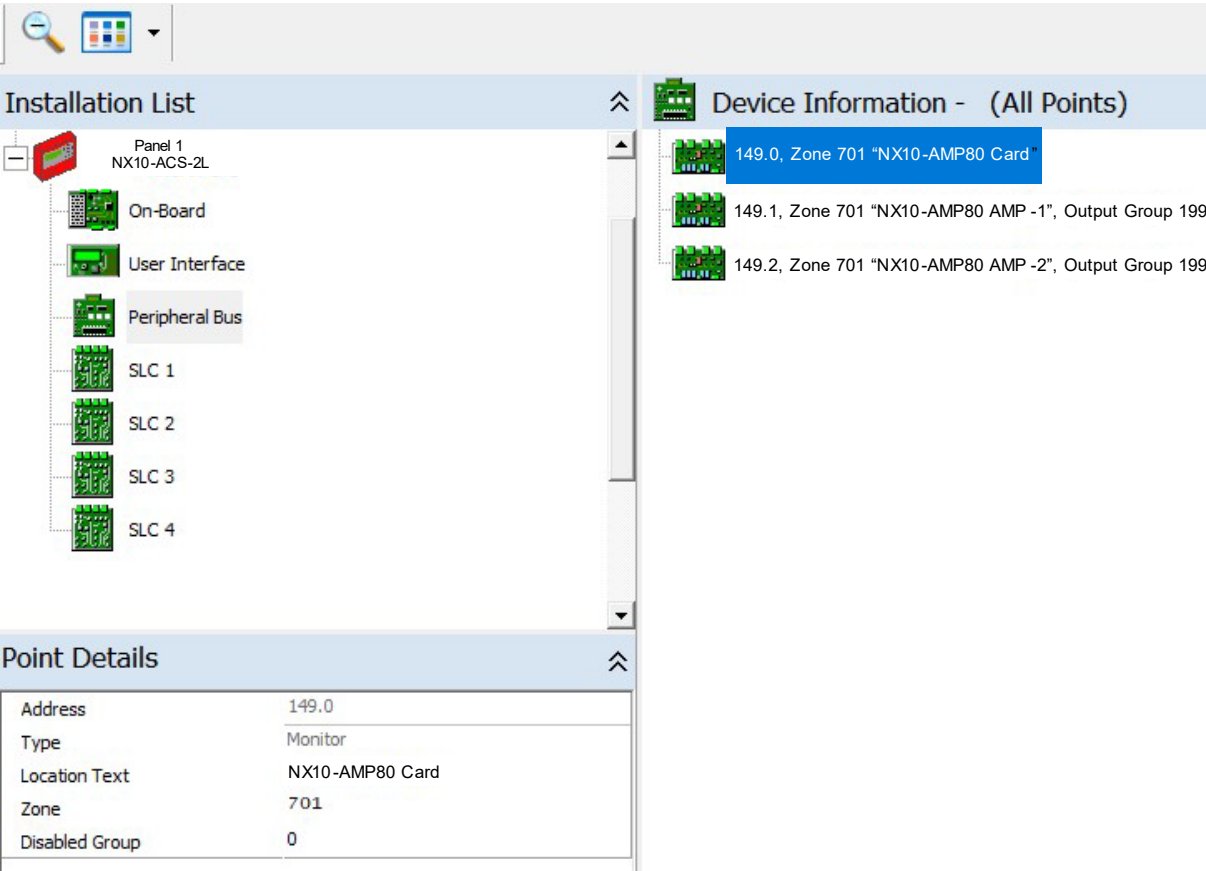 Installation List
Panel 1
NX10-ACS-2L
On-Board
User Interface
Peripheral Bus
SLC 1
SLC 2
SLC 3
SLC 4
Point Details
Address 149.0
Type Monitor
Location Text NX10-AMP80 Card
Zone 701
Disabled Group 0
Device Information - (All Points)
149.0, Zone 701 “NX10-AMP80 Card”
149.1, Zone 701 “NX10-AMP80 AMP -1”, Output Group 199
149.2, Zone 701 “NX10-AMP80 AMP -2”, Output Group 199